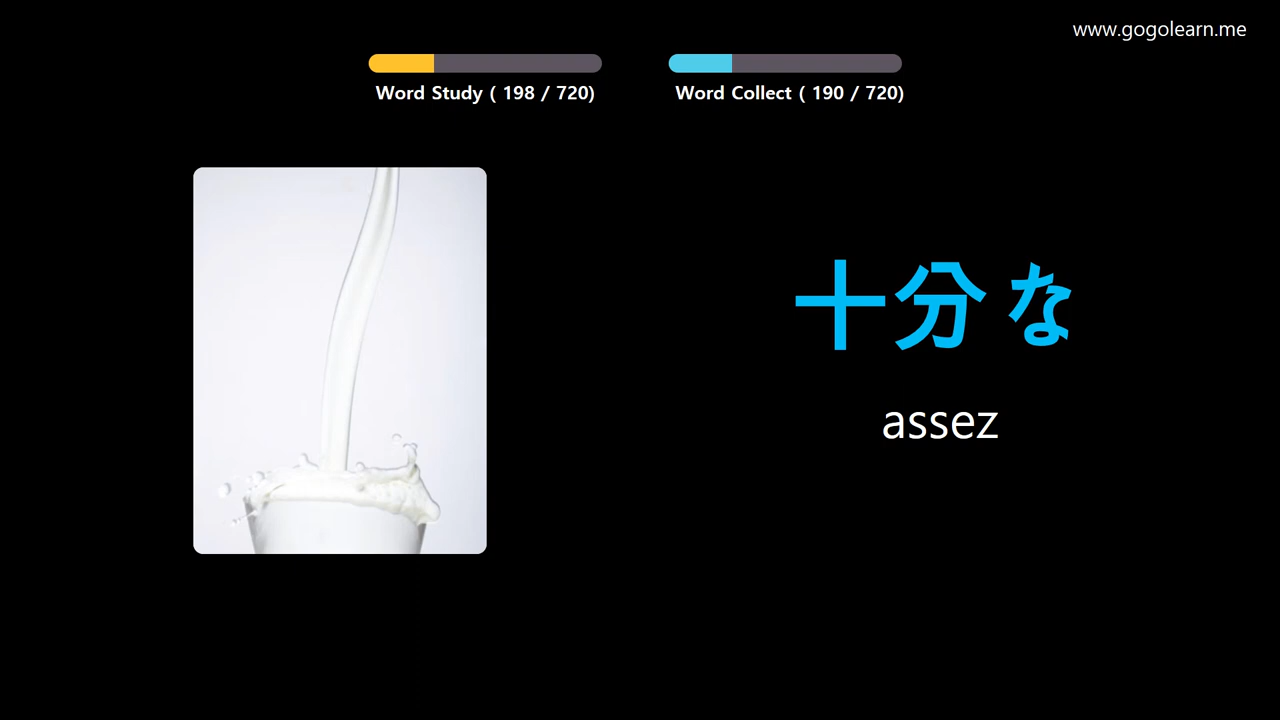 www.gogolearn.me
Word Study ( 198 / 720)
Word Collect ( 190 / 720)
十分な
assez